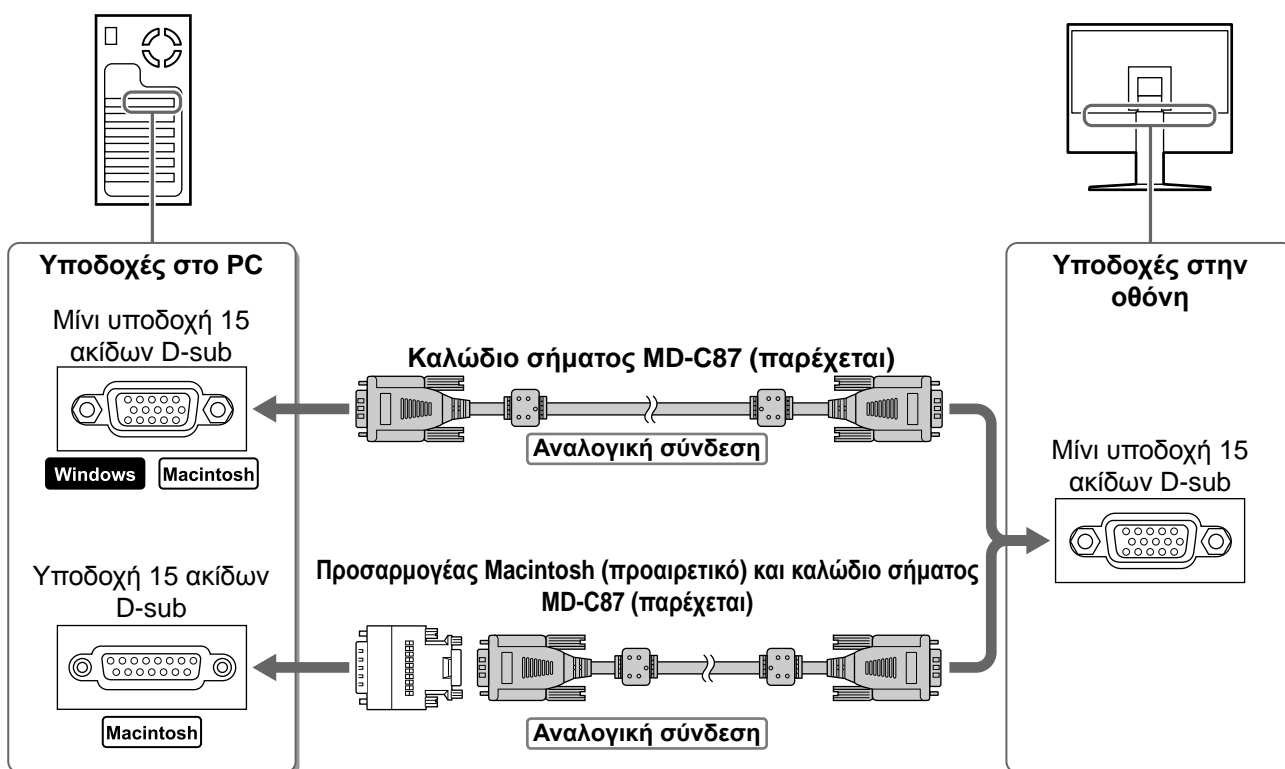 Υποδοχές στο PC
Μίνι υποδοχή 15
ακίδων D-sub
Windows
Macintosh
Υποδοχή 15 ακίδων
D-sub
Macintosh
Καλώδιο σήματος MD-C87 (παρέχεται)
Αναλογική σύνδεση
Προσαρμογέας Macintosh (προαιρετικό) και καλώδιο σήματος
MD-C87 (παρέχεται)
Αναλογική σύνδεση
Υποδοχές στην
οθόνη
Μίνι υποδοχή 15
ακίδων D-sub